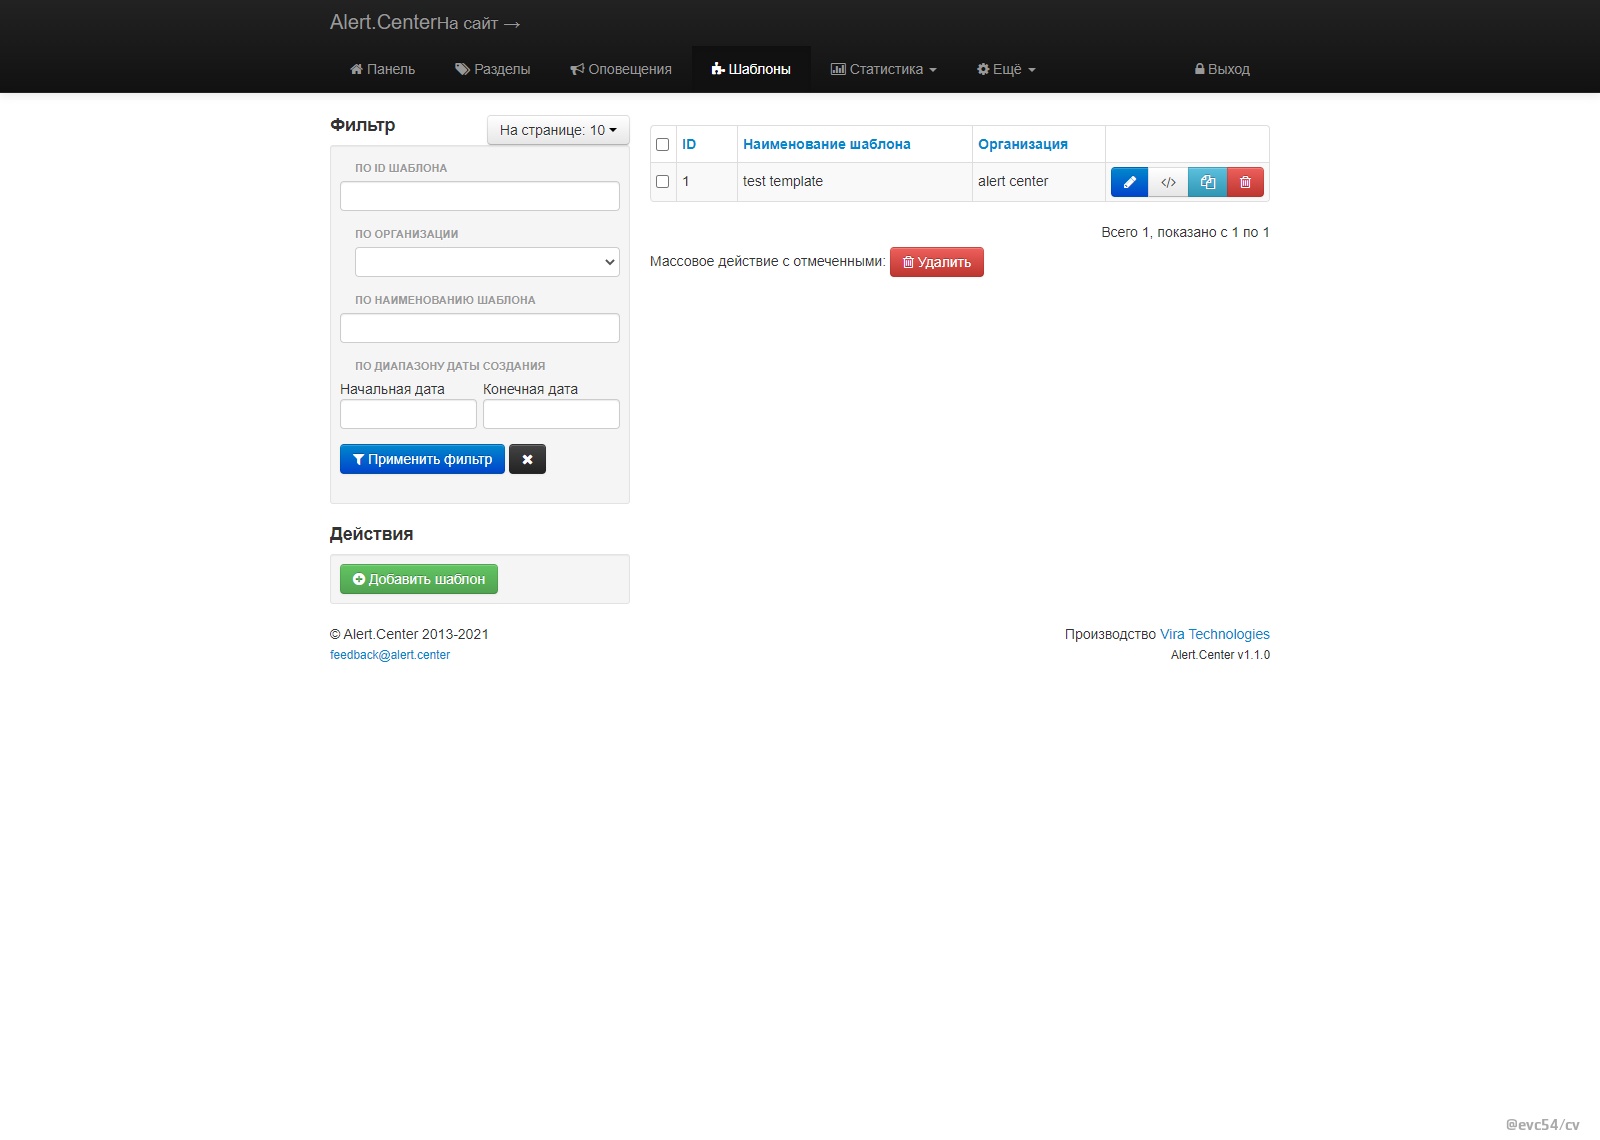 Alert.Center На сайт →
Панель Разделы Оповещения Шаблоны Статистика Ещё Выход
Фильтр
На странице: 10
ПО ID ШАБЛОНА
ПО ОРГАНИЗАЦИИ
ПО НАИМЕНОВАНИЮ ШАБЛОНА
ПО ДИАПАЗОНУ ДАТЫ СОЗДАНИЯ
Начальная дата Конечная дата
Применить фильтр
Действия
Добавить шаблон
ID Наименование шаблона Организация
1 test template alert center
Всего 1, показано с 1 по 1
Массовое действие с отмеченными: Удалить
© Alert.Center 2013-2021
feedback@alert.center
Производство Vira Technologies
Alert.Center v1.1.0
@evc54/cv